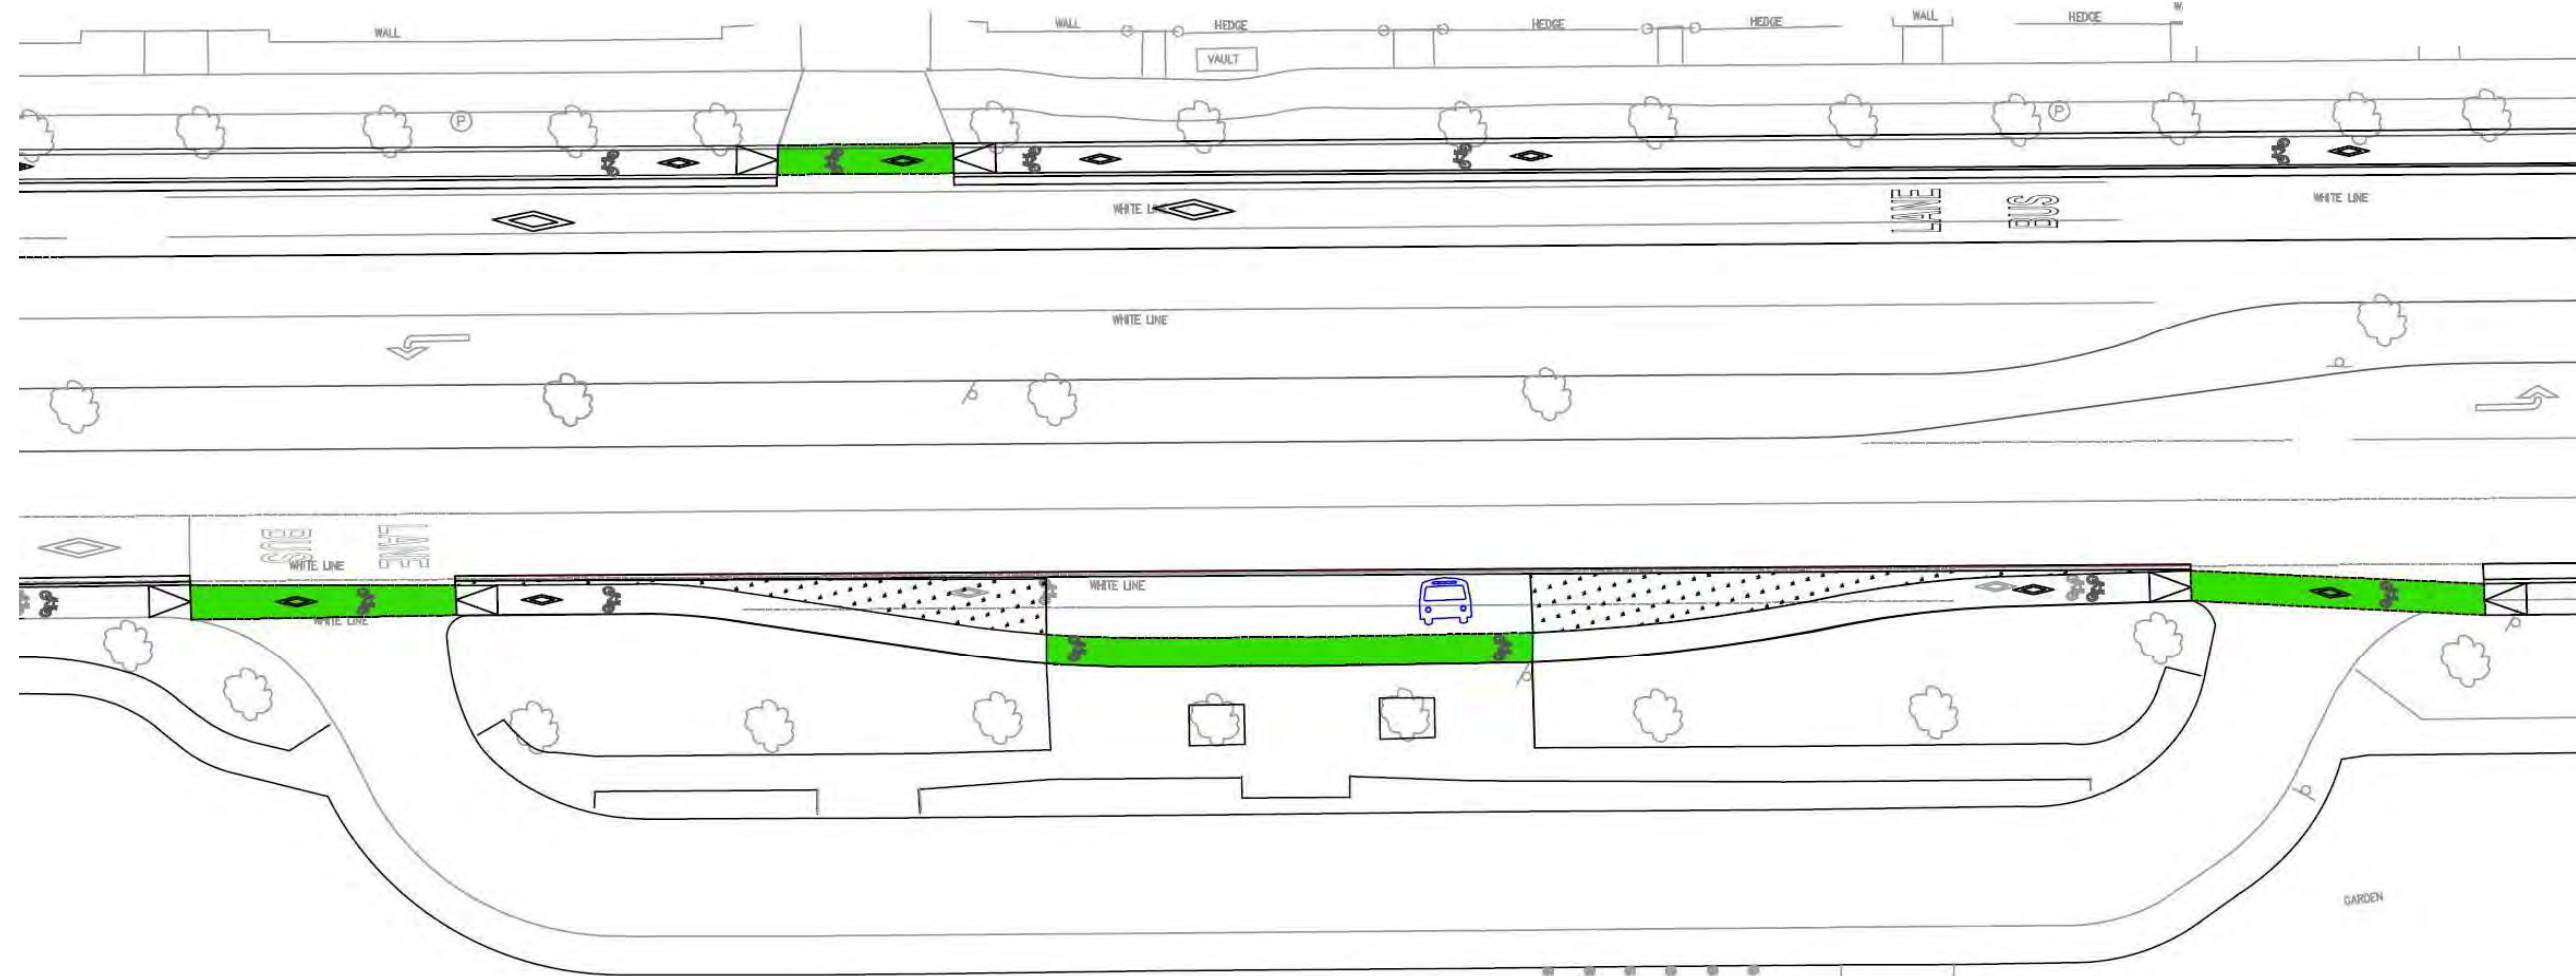 WALL
WALL
HEDGE
HEDGE
HEDGE
WALL
HEDGE
W
VAULT
P
P
WHITE LI
LANE
BUS
WHITE LINE
WHITE LINE
BUS
LANE
WHITE LINE
WHITE LINE
WHITE LINE
GARDEN